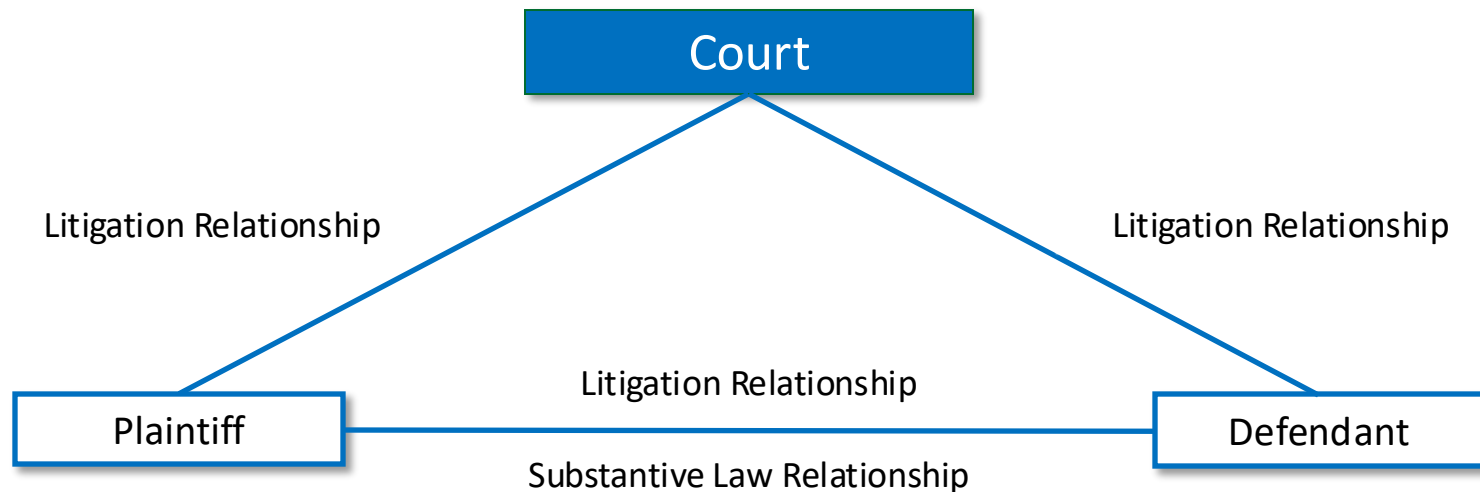 Court
Litigation Relationship
Litigation Relationship
Litigation Relationship
Plaintiff
Defendant
Substantive Law Relationship